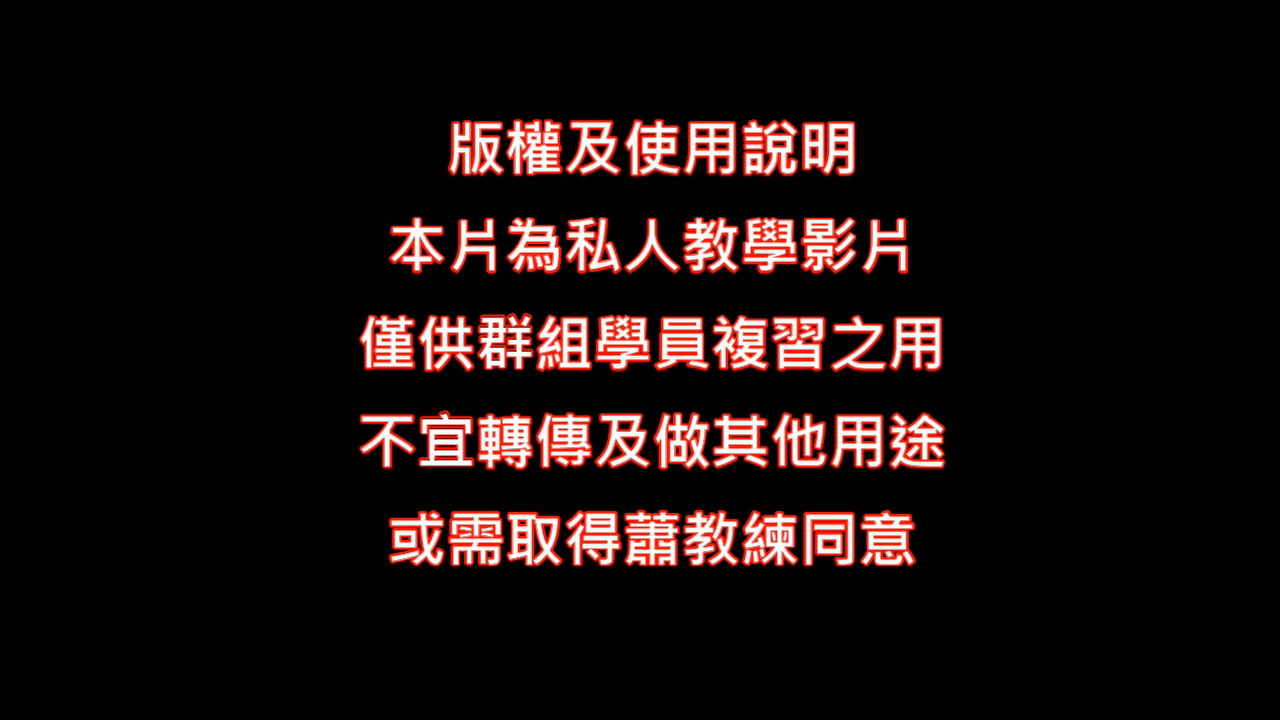 版權及使用說明
本片為私人教學影片
僅供群組學員複習之用
不宜轉傳及做其他用途
或需取得蕭教練同意